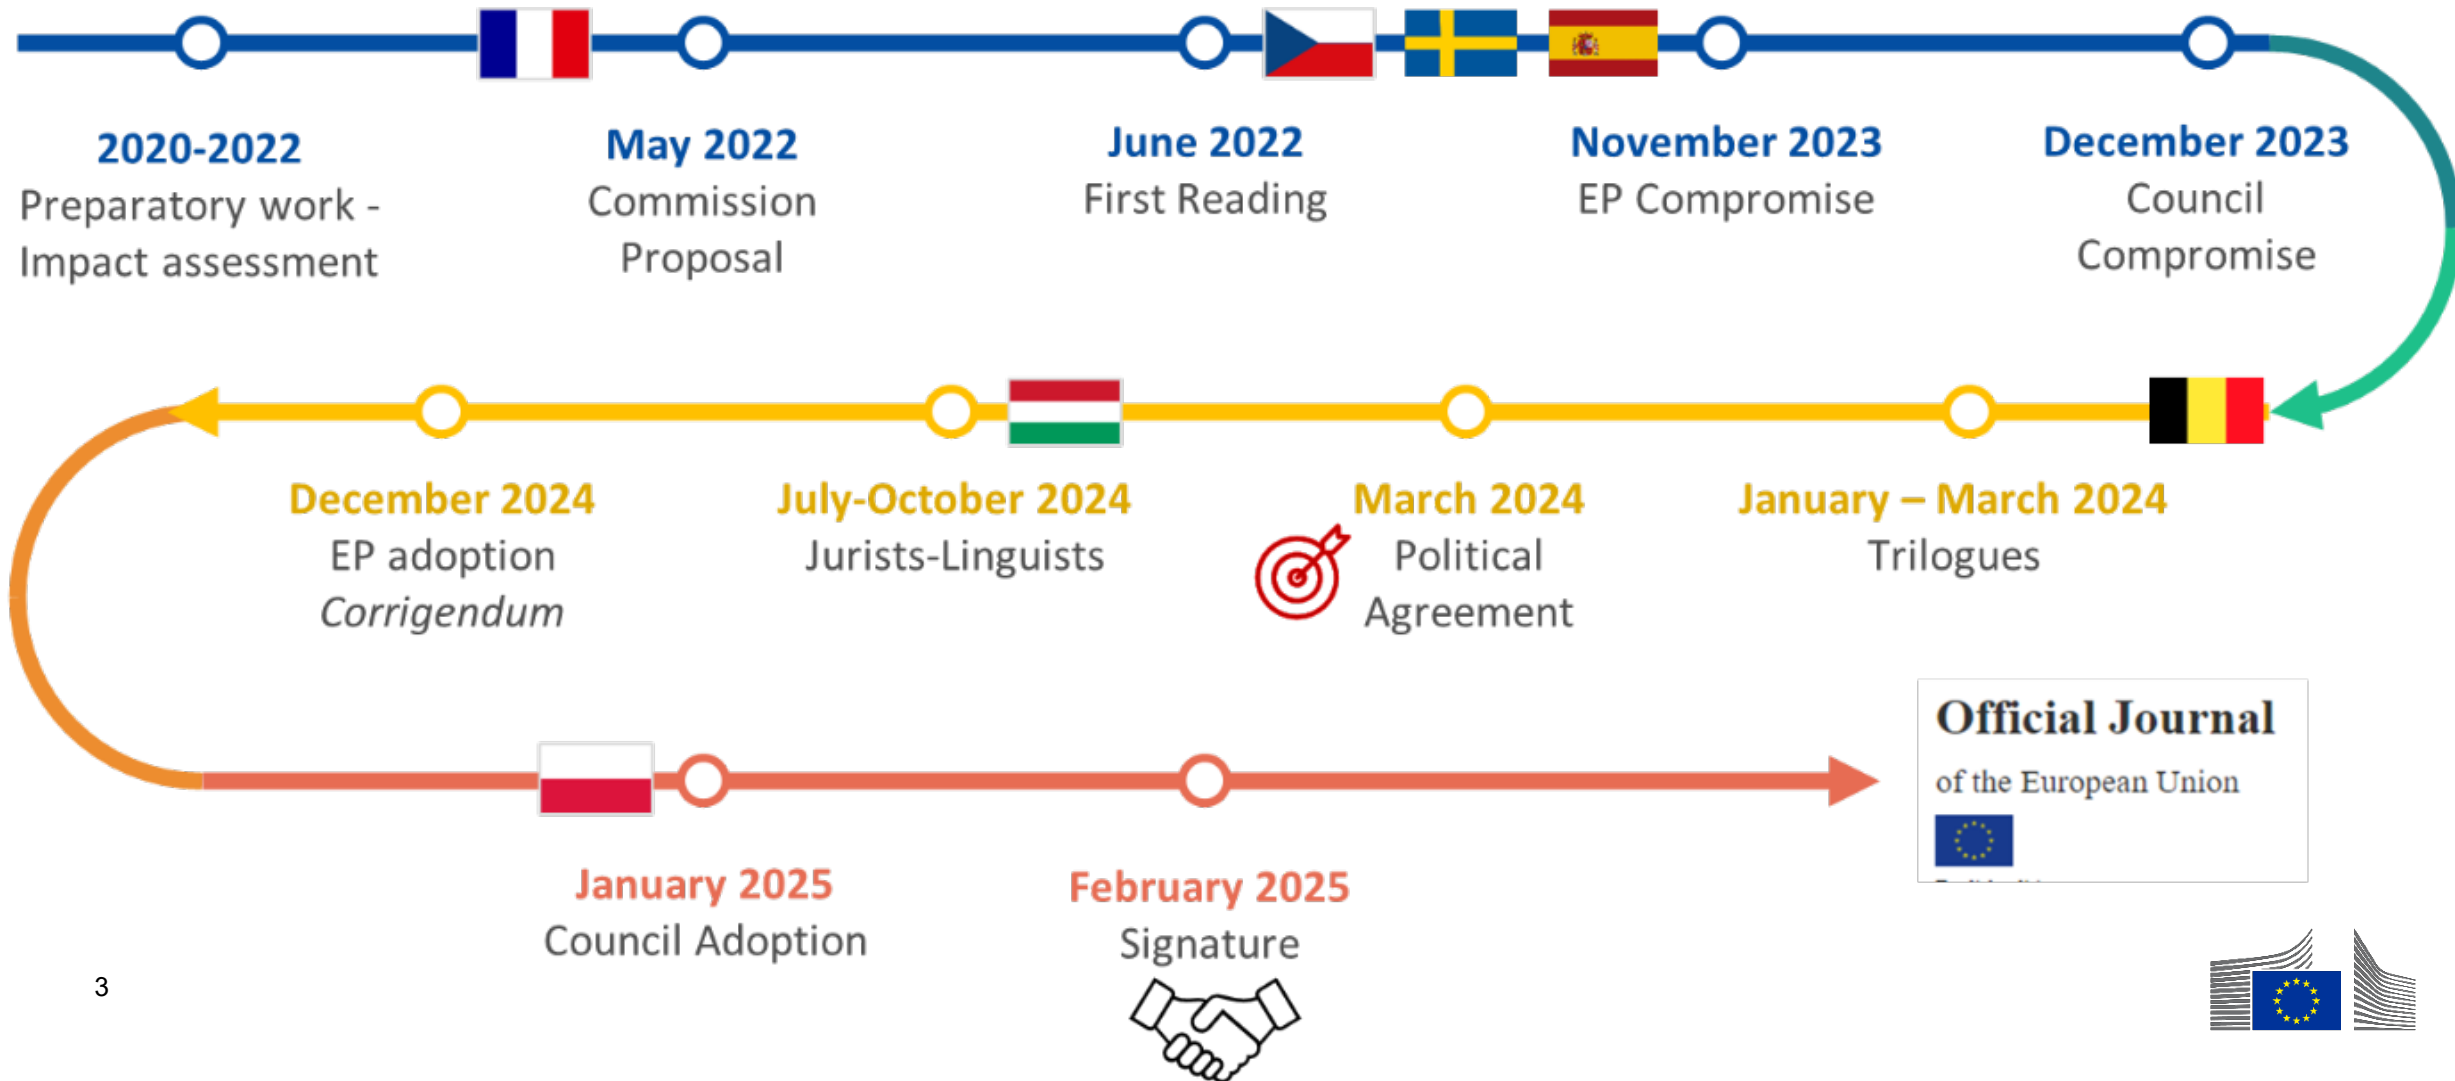 2020-2022
Preparatory work -
Impact assessment
May 2022
Commission
Proposal
June 2022
First Reading
November 2023
EP Compromise
December 2023
Council
Compromise
January – March 2024
Trilogues
March 2024
Political
Agreement
July-October 2024
Jurists-Linguists
December 2024
EP adoption
Corrigendum
January 2025
Council Adoption
February 2025
Signature
Official Journal
of the European Union
3